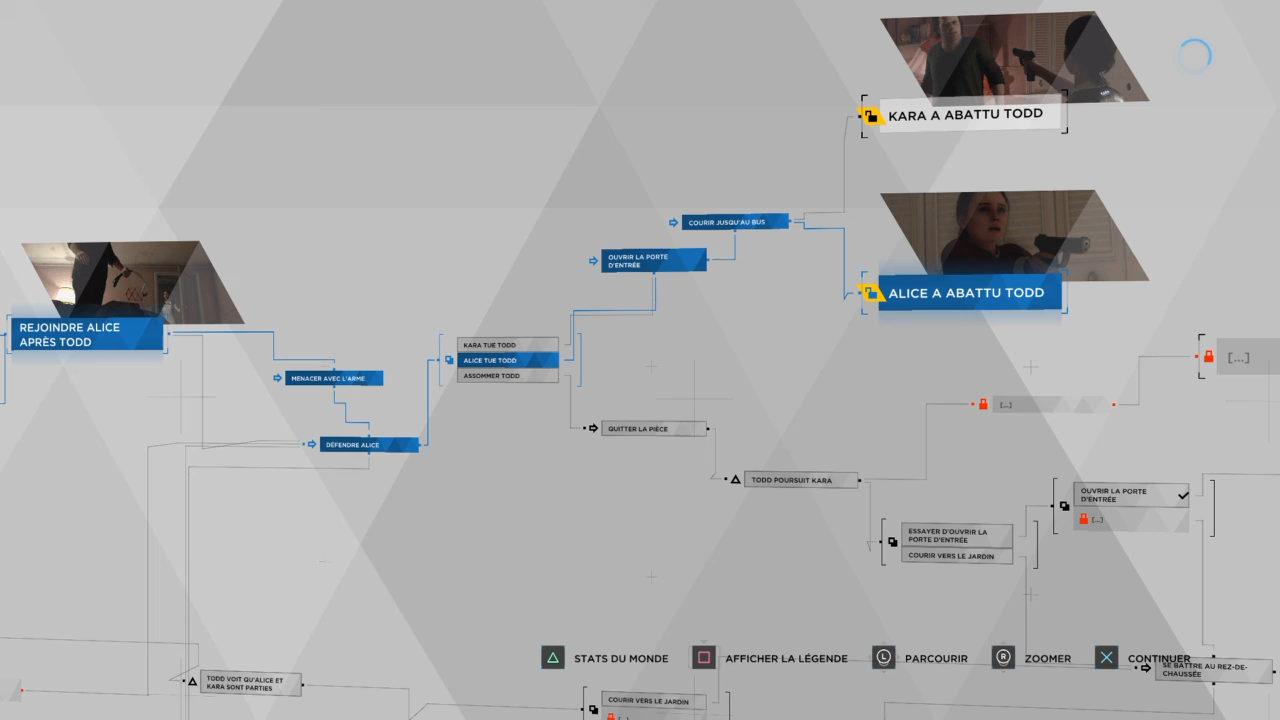 KARA A ABATTU TODD
COURIR JUSQU'AU BUS
OUVRIR LA PORTE
D'ENTRÉE
ALICE A ABATTU TODD
REJOINDRE ALICE
APRÈS TODD
KARA TUE TODD
ALICE TUE TODD
ASSOMMER TODD
[...]
MENACER AVEC L'ARME
[...]
QUITTER LA PIÈCE
DÉFENDRE ALICE
TODD POURSUIT KARA
OUVRIR LA PORTE
D'ENTRÉE
[...]
ESSAYER D'OUVRIR LA
PORTE D'ENTRÉE
COURIR VERS LE JARDIN
L
R
STATS DU MONDE
AFFICHER LA LÉGENDE
PARCOURIR
ZOOMER
CONTINUER
SE BATTRE AU REZ-DE-
CHAUSSÉE
TODD VOIT QU'ALICE ET
KARA SONT PARTIES
COURIR VERS LE JARDIN
[...]